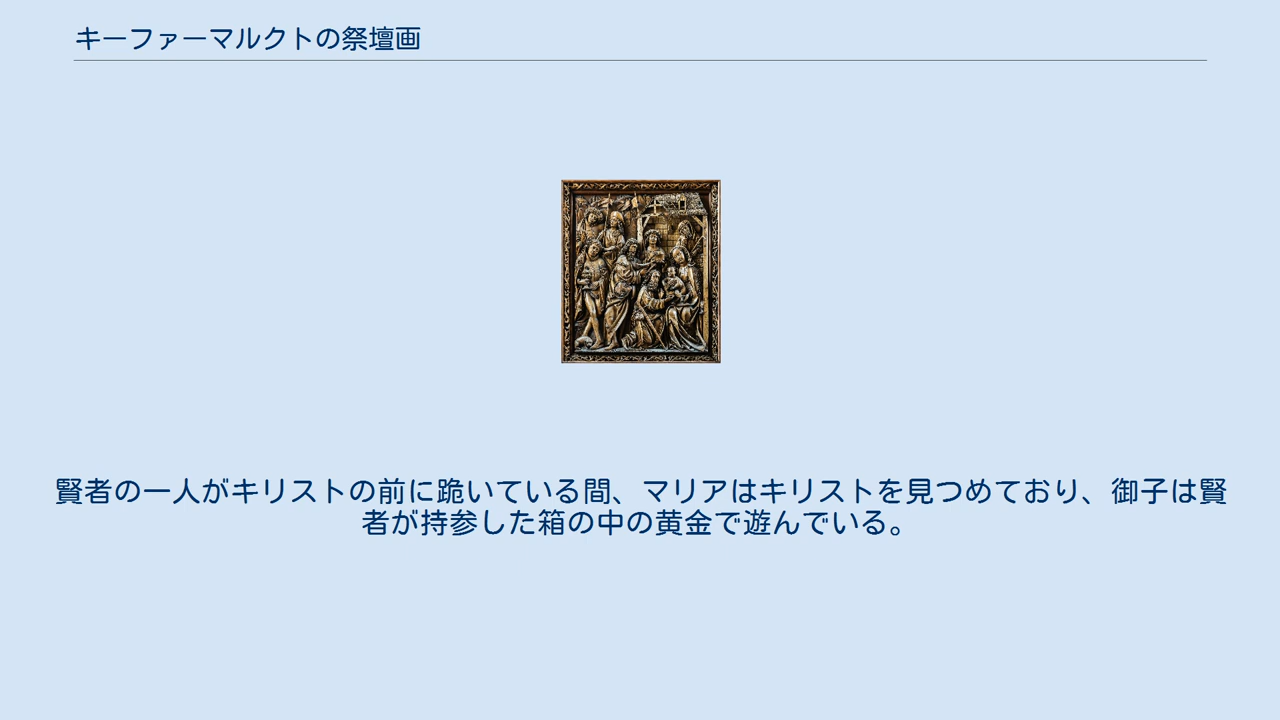 キーファーマルクトの祭壇画
賢者の一人がキリストの前に跪いている間、マリアはキリストを見つめており、御子は賢
者が持参した箱の中の黄金で遊んでいる。